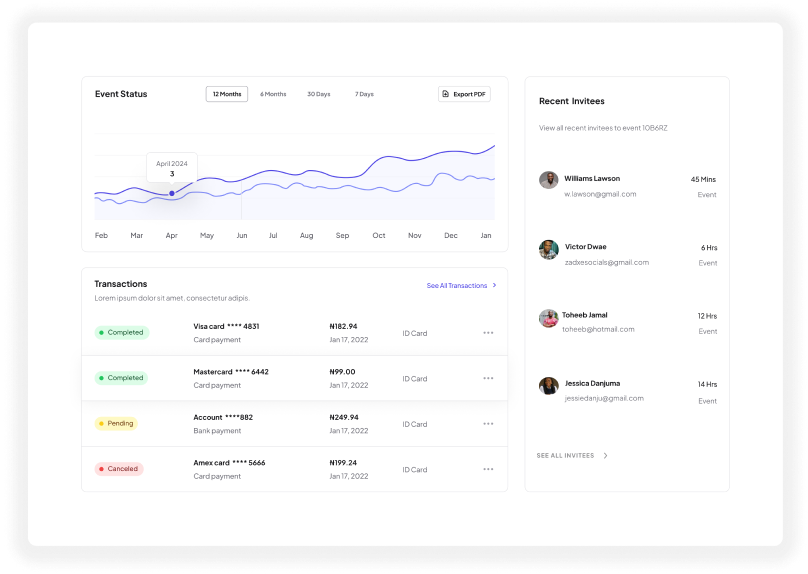 Event Status
12 Months
6 Months
30 Days
7 Days
Export PDF
April 2024
3
Feb Mar Apr May Jun Jul Aug Sep Oct Nov Dec Jan
Transactions
See All Transactions
Lorem ipsum dolor sit amet, consectetur adipis.
Completed
Visa card **** 4831
Card payment
₦182.94
Jan 17, 2022
ID Card
Completed
Mastercard **** 6442
Card payment
₦99.00
Jan 17, 2022
ID Card
Pending
Account ****882
Bank payment
₦249.94
Jan 17, 2022
ID Card
Canceled
Amex card **** 5666
Card payment
₦199.24
Jan 17, 2022
ID Card
Recent Invitees
View all recent invitees to event 10B6RZ
Williams Lawson
w.lawson@gmail.com
45 Mins
Event
Victor Dwae
zadxesocials@gmail.com
6 Hrs
Event
Toheeb Jamal
toheeb@hotmail.com
12 Hrs
Event
Jessica Danjuma
jessiedanju@gmail.com
14 Hrs
Event
SEE ALL INVITEES